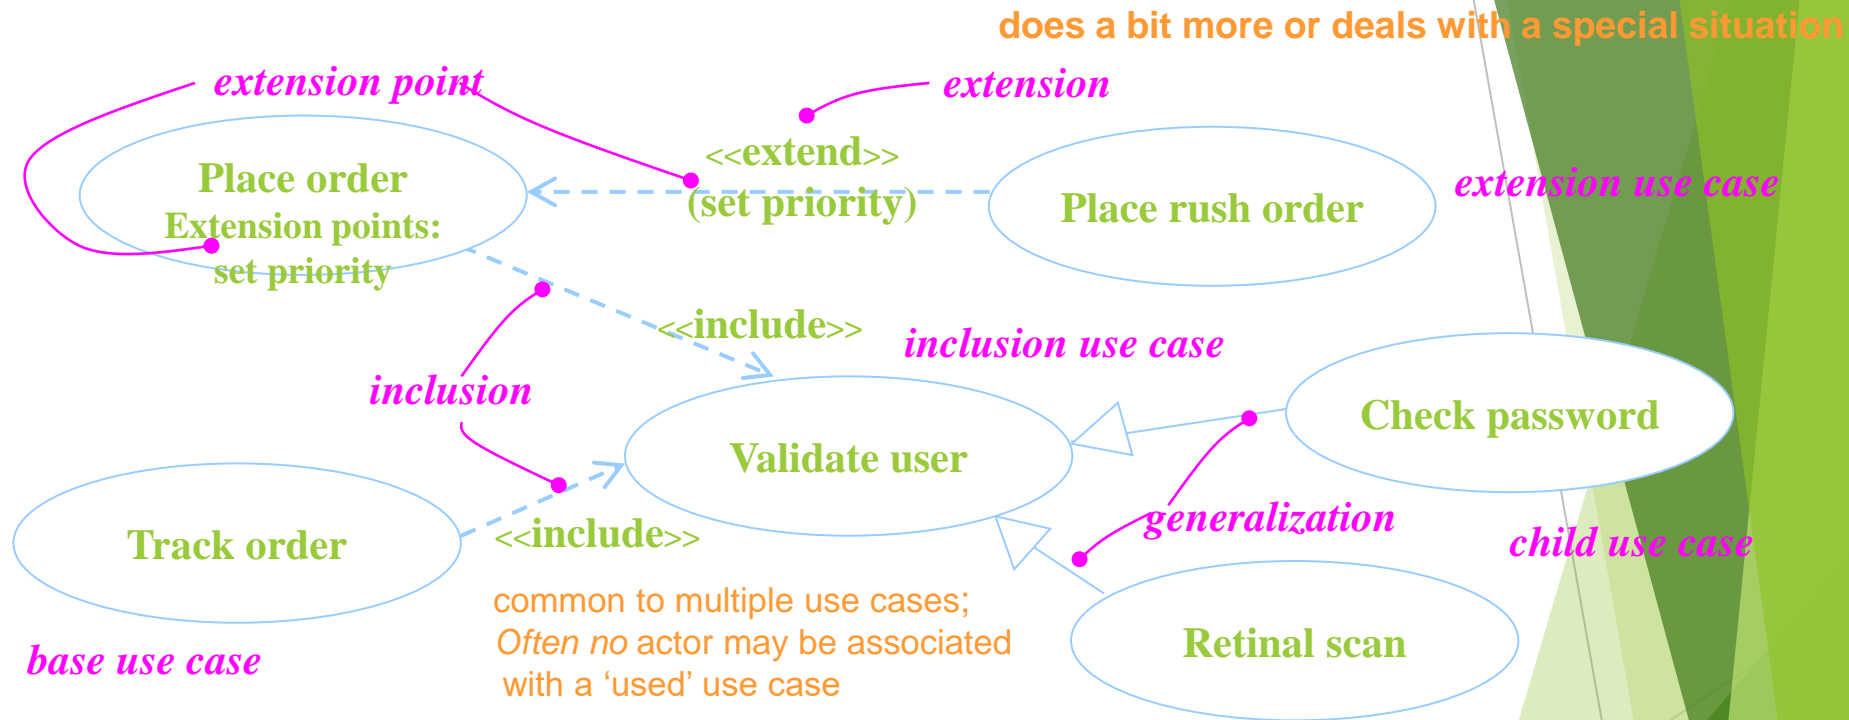 does a bit more or deals with a special situation
extension point
extension
<<extend>>
Place order
Extension points:
set priority
(set priority)
Place rush order
extension use case
<<include>>
inclusion use case
inclusion
Check password
Validate user
Track order
<<include>>
generalization
child use case
common to multiple use cases;
Often no actor may be associated
with a ‘used’ use case
Retinal scan
base use case